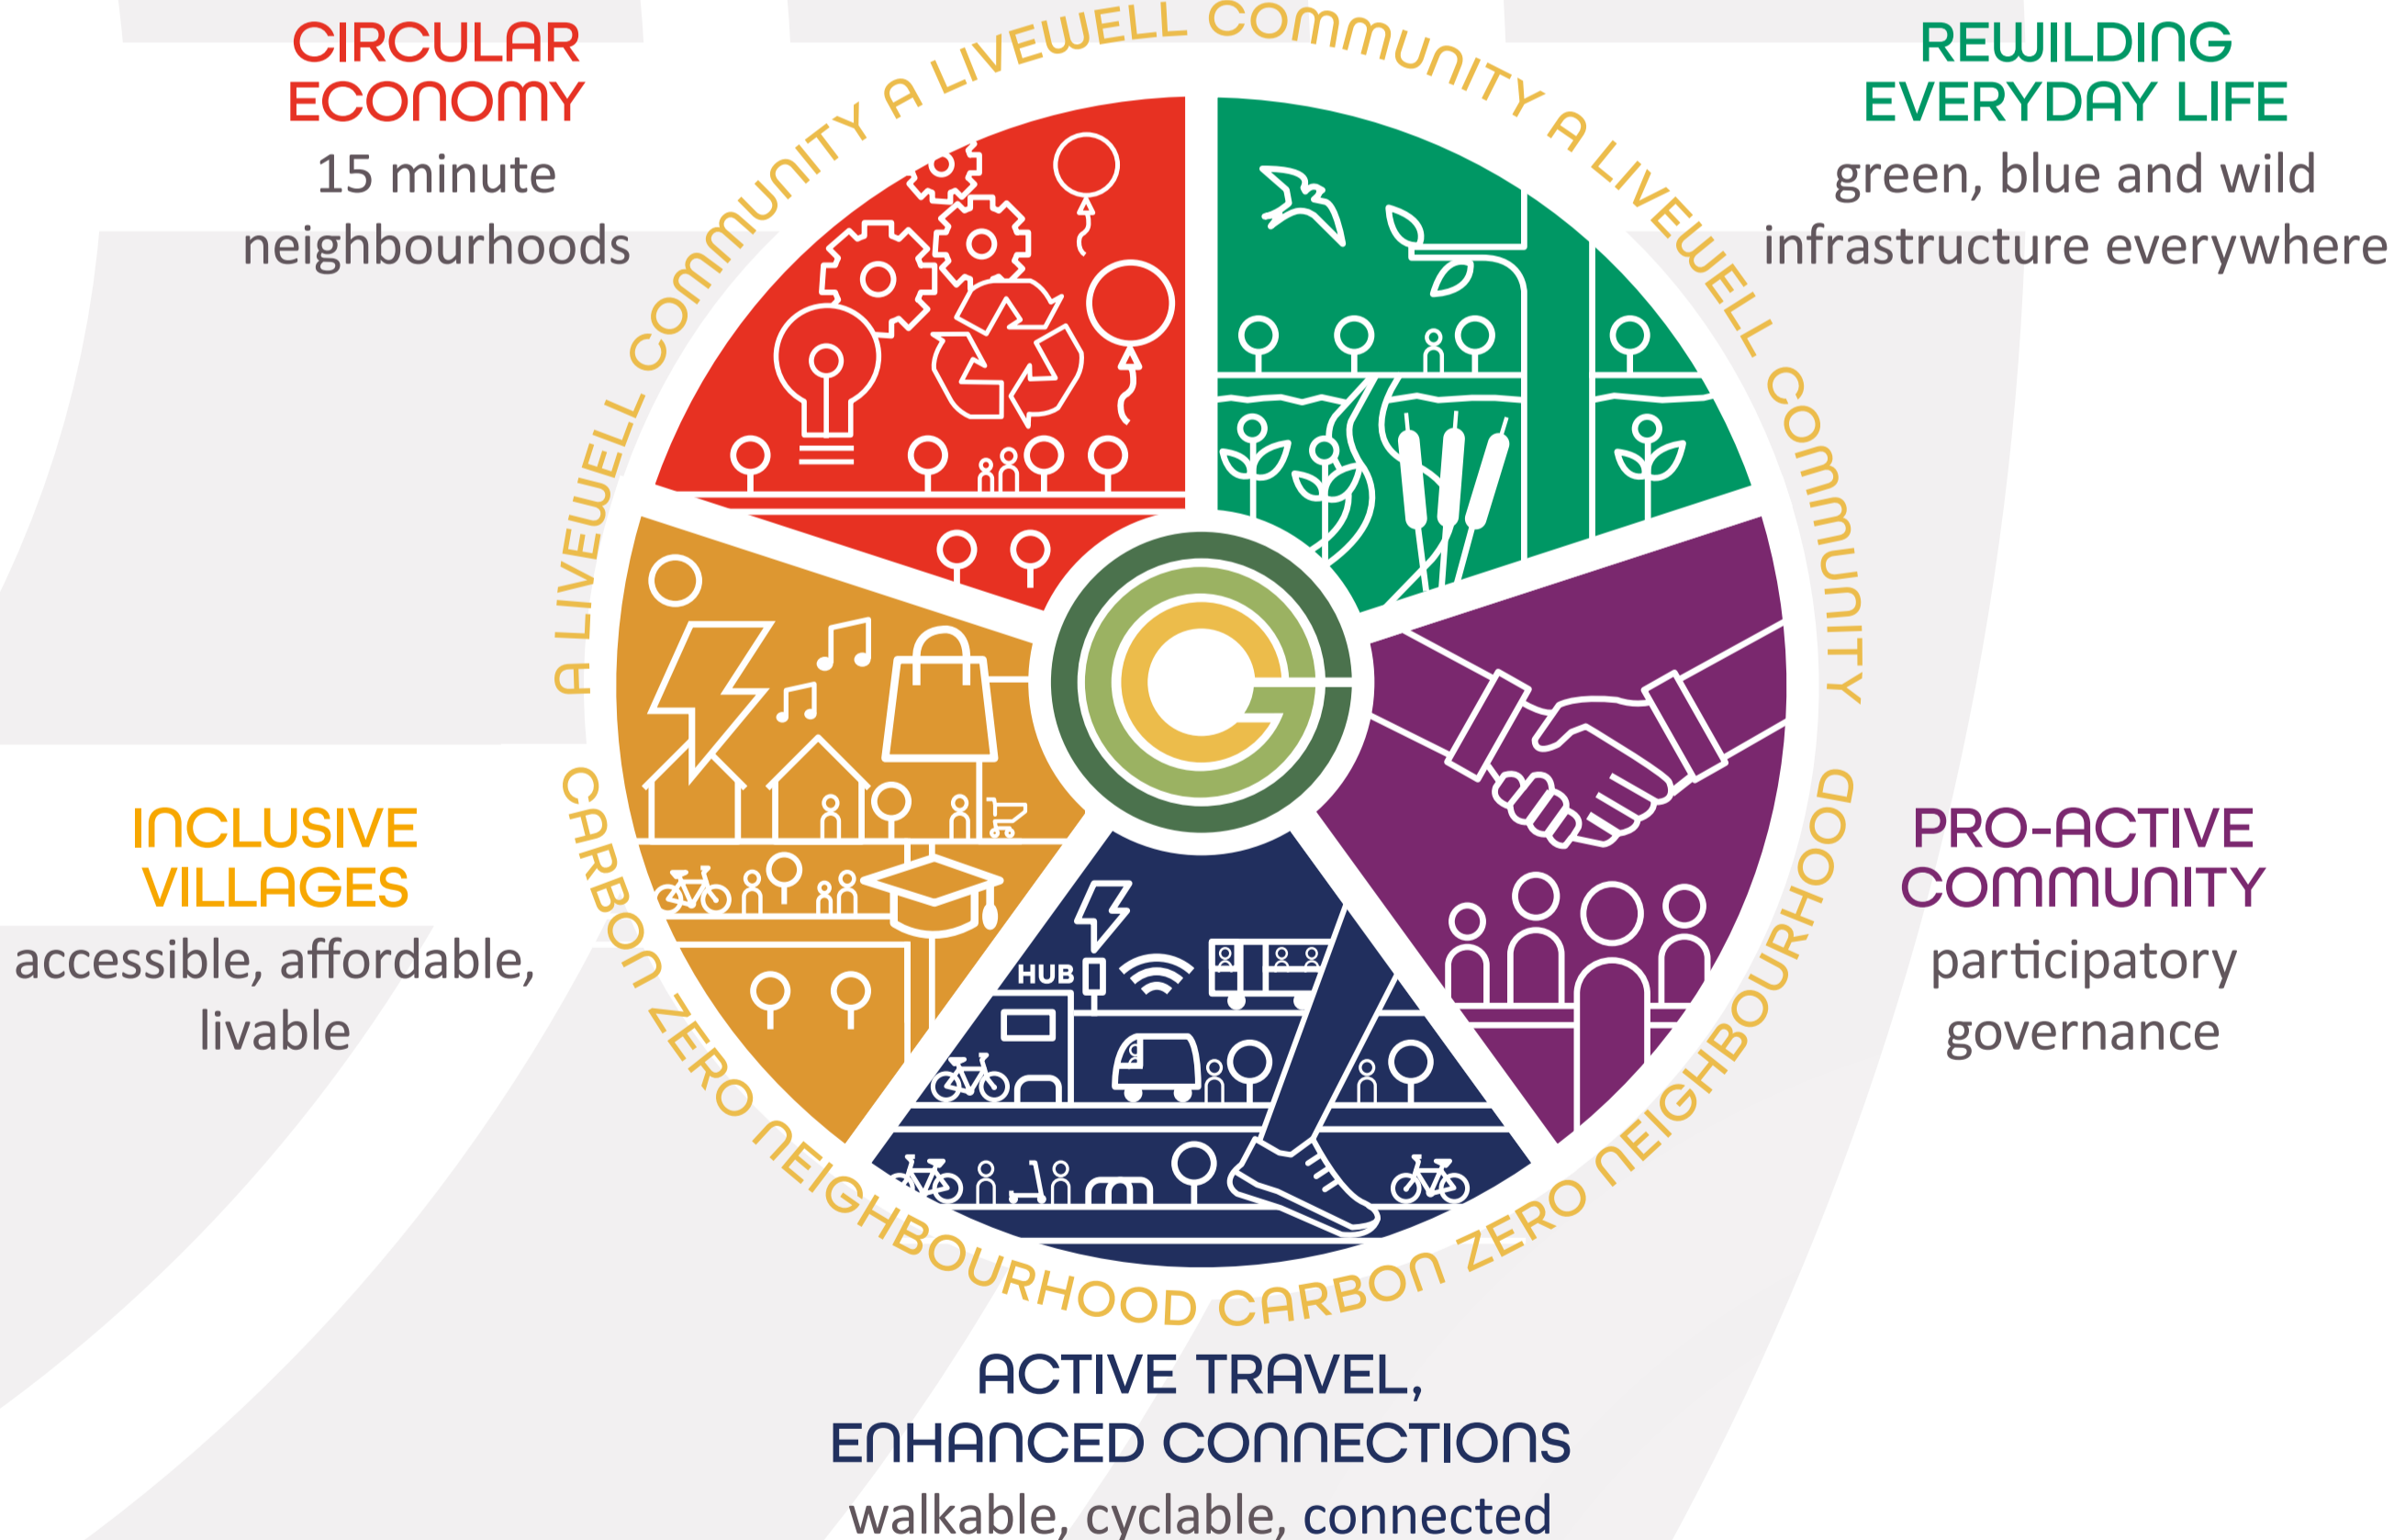 CIRCULAR
ECONOMY
15 minute
neighbourhoods
REWILDING
EVERYDAY LIFE
green, blue and wild
infrastructure everywhere
A LIVEWELL COMMUNITY A LIVEWELL COMMUNITY A LIVEWELL COMMUNITY
INCLUSIVE
VILLAGES
accessible, affordable,
livable
HUB
PRO-ACTIVE
COMMUNITY
participatory
governance
CARBON ZERO NEIGHBOURHOOD CARBON ZERO NEIGHBOURHOOD
ACTIVE TRAVEL,
ENHANCED CONNECTIONS
walkable, cyclable, connected